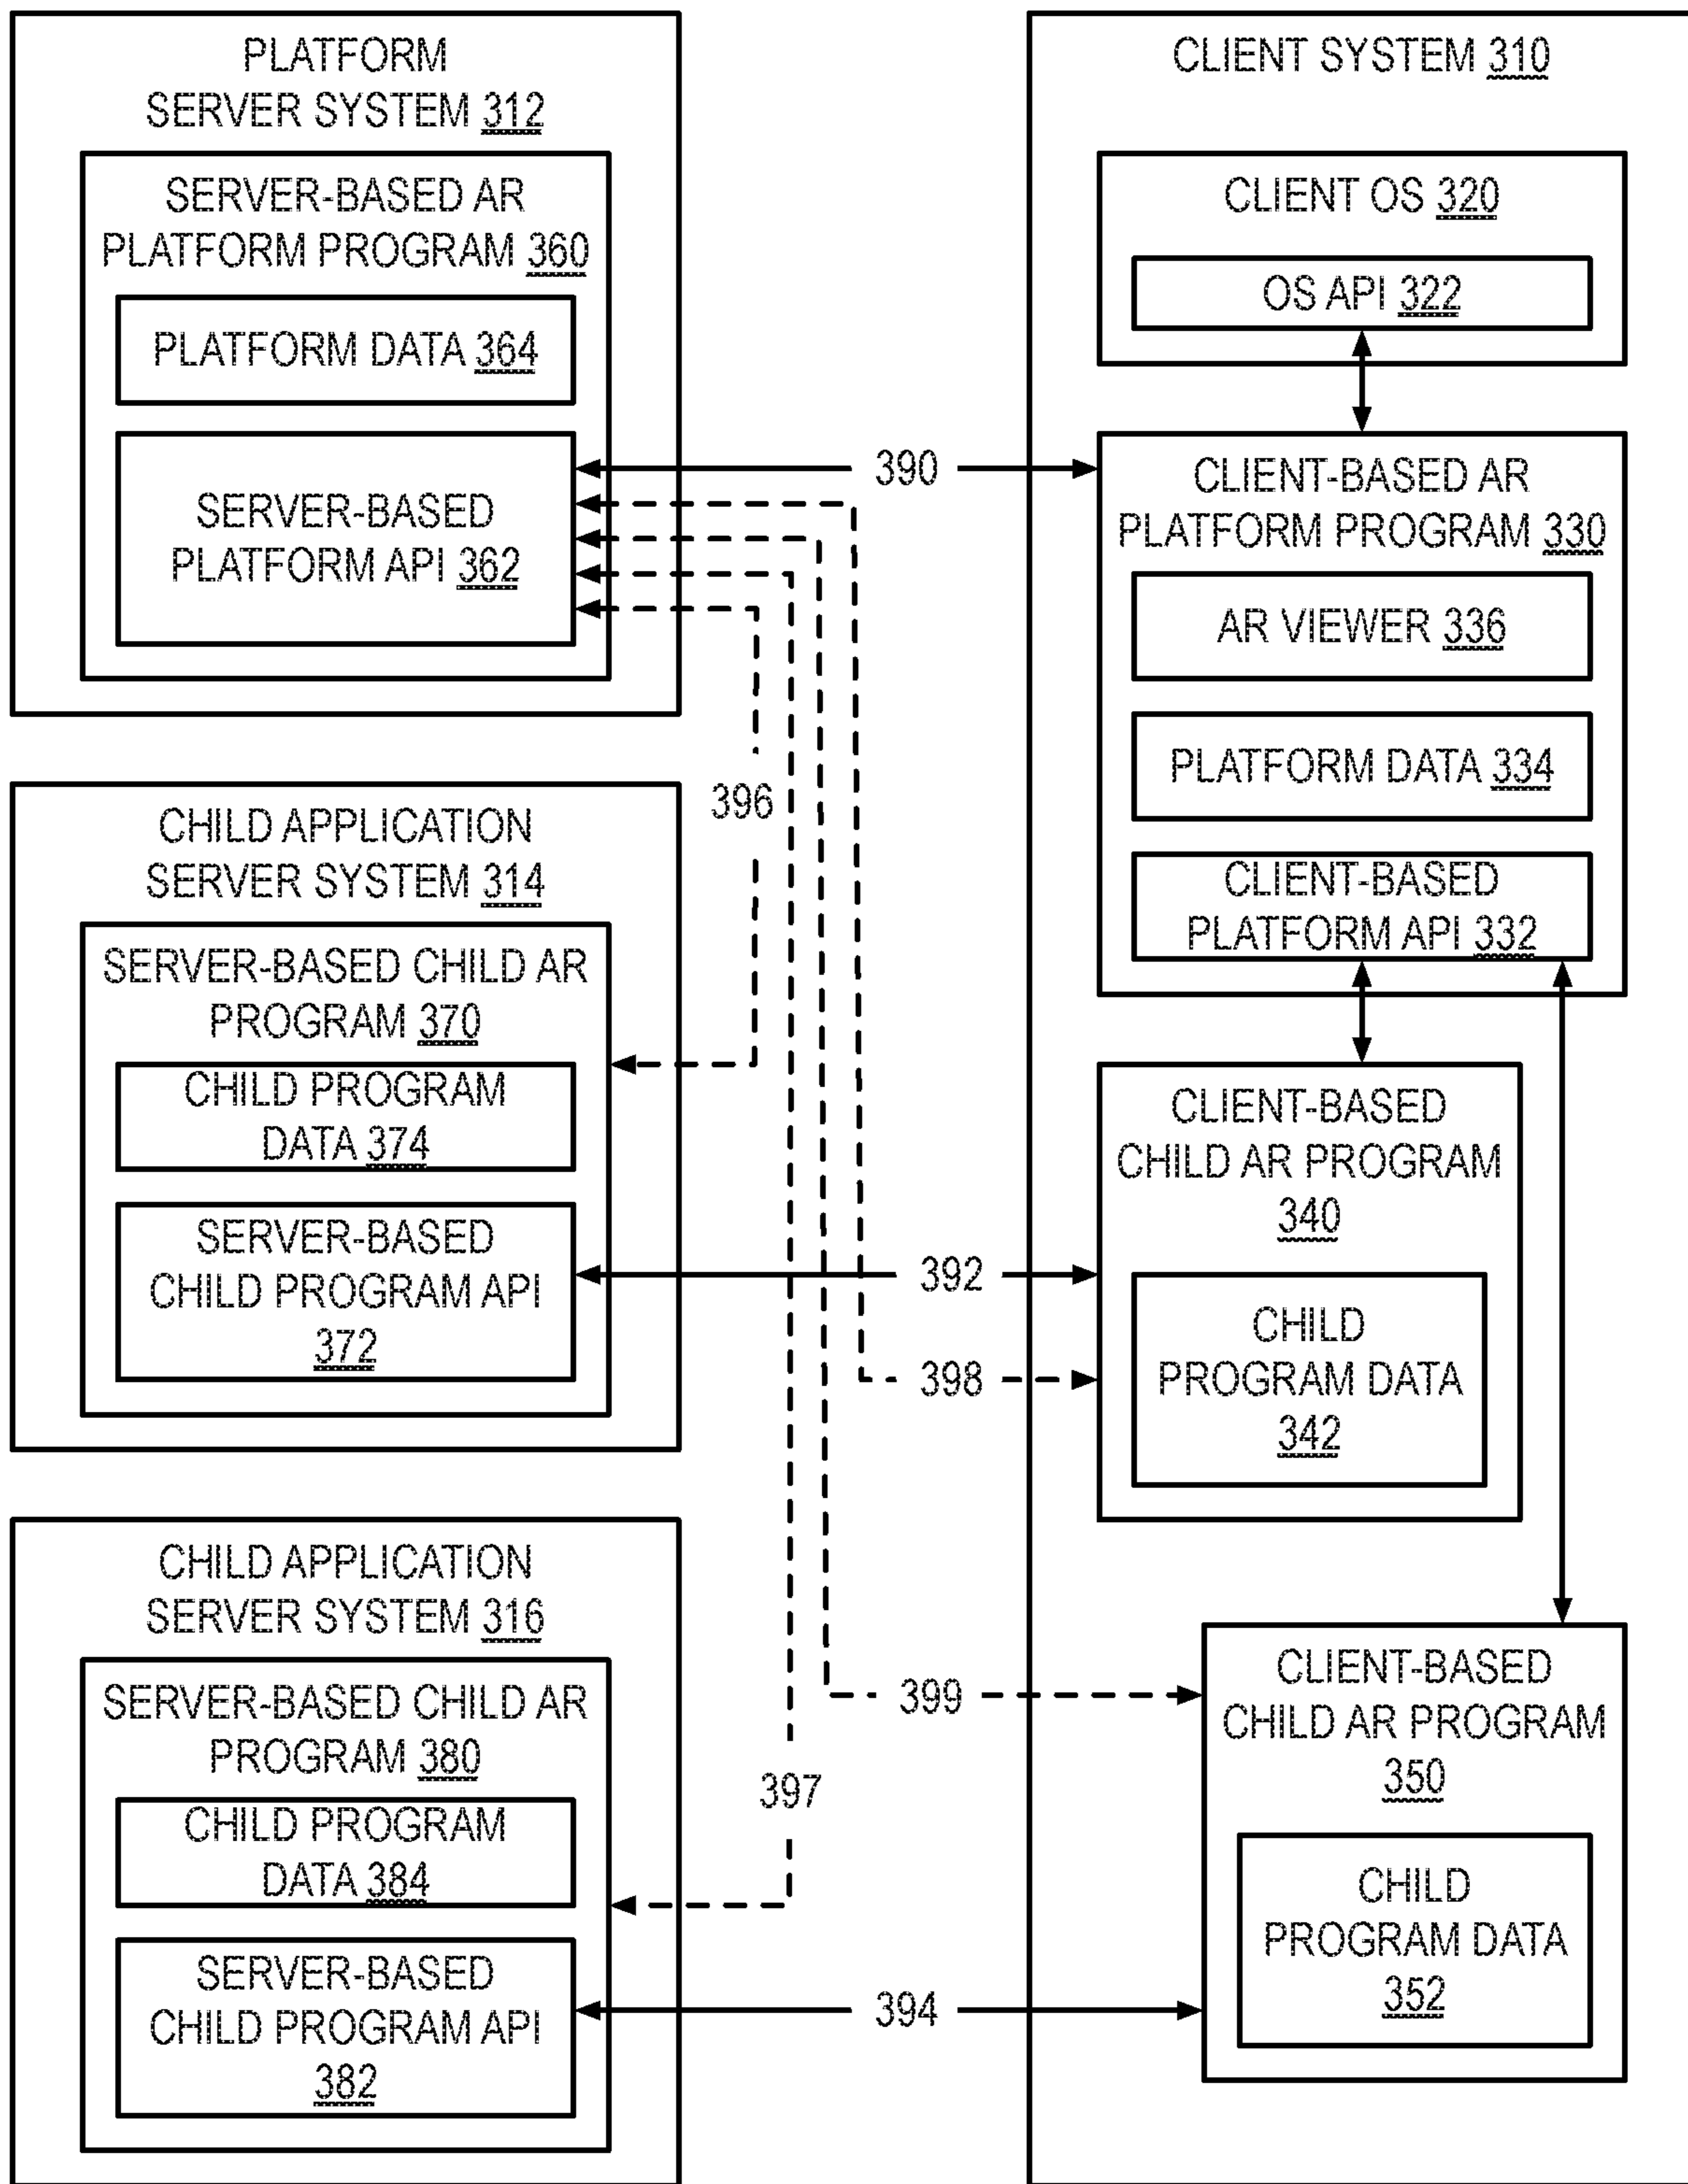 PLATFORM
SERVER SYSTEM 312
SERVER-BASED AR
PLATFORM PROGRAM 360
PLATFORM DATA 364
SERVER-BASED
PLATFORM API 362
CHILD APPLICATION
SERVER SYSTEM 314
SERVER-BASED CHILD AR
PROGRAM 370
CHILD PROGRAM
DATA 374
SERVER-BASED
CHILD PROGRAM API
372
CHILD APPLICATION
SERVER SYSTEM 316
SERVER-BASED CHILD AR
PROGRAM 380
CHILD PROGRAM
DATA 384
SERVER-BASED
CHILD PROGRAM API
382
390
396
392
398
399
397
394
CLIENT SYSTEM 310
CLIENT OS 320
OS API 322
CLIENT-BASED AR
PLATFORM PROGRAM 330
AR VIEWER 336
PLATFORM DATA 334
CLIENT-BASED
PLATFORM API 332
CLIENT-BASED
CHILD AR PROGRAM
340
CHILD
PROGRAM DATA
342
CLIENT-BASED
CHILD AR PROGRAM
350
CHILD
PROGRAM DATA
352